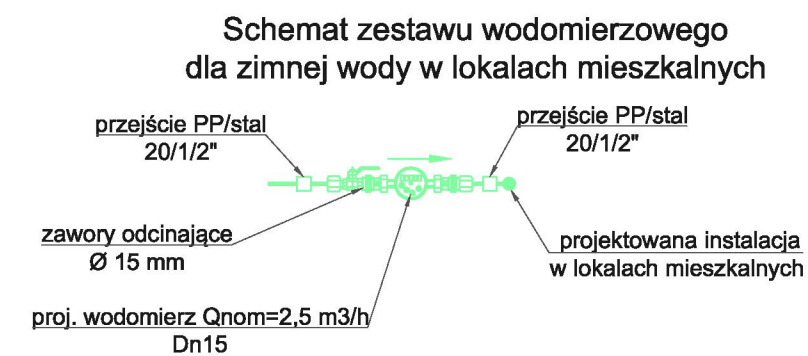 Schemat zestawu wodomierzowego
dla zimnej wody w lokalach mieszkalnych
przejście PP/stal
20/1/2"
przejście PP/stal
20/1/2"
zawory odcinające
Ø 15 mm
projektowana instalacja
w lokalach mieszkalnych
proj. wodomierz Qnom=2,5 m3/h
Dn15